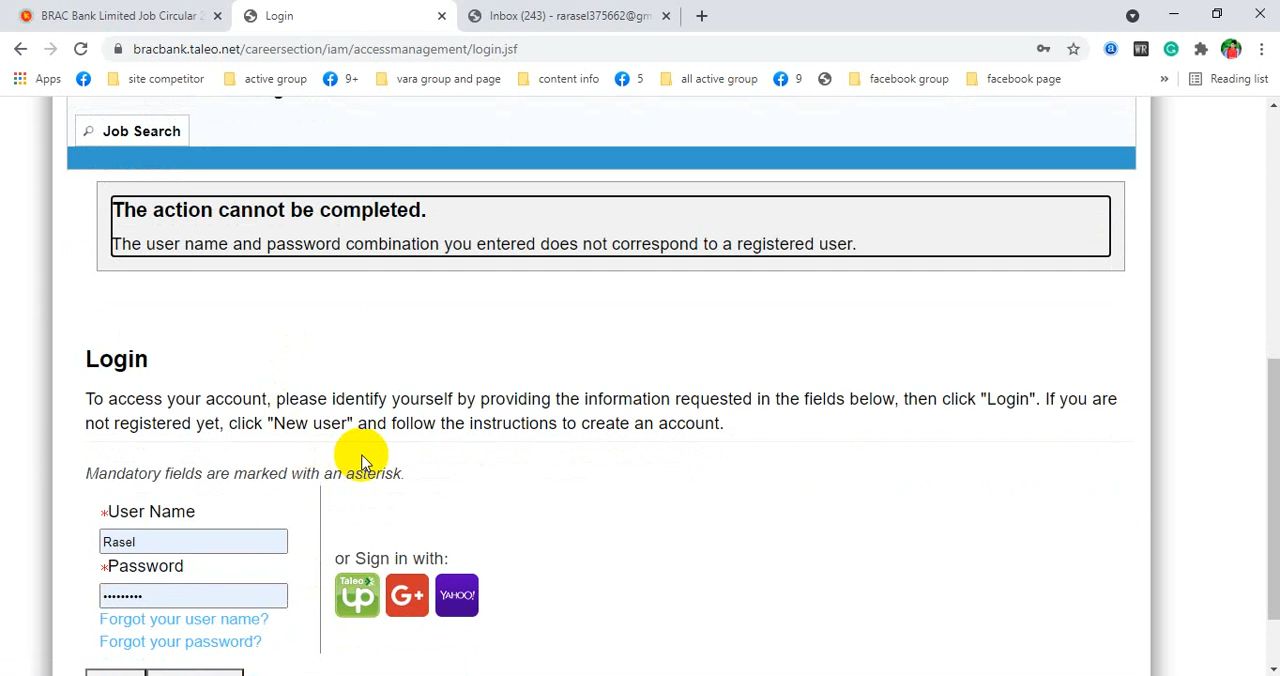 BRAC Bank Limited Job Circular 2
Login
Inbox (243) - rarasel375662@gm
bracbank.taleo.net/careersection/iam/accessmanagement/login.jsf
Apps
site competitor
active group
9+
vara group and page
content info
5
all active group
9
facebook group
facebook page
»
Reading list
Job Search
The action cannot be completed.
The user name and password combination you entered does not correspond to a registered user.
Login
To access your account, please identify yourself by providing the information requested in the fields below, then click "Login". If you are
not registered yet, click "New user" and follow the instructions to create an account.
Mandatory fields are marked with an asterisk.
*User Name
Rasel
*Password
•••••••••
Forgot your user name?
Forgot your password?
or Sign in with:
Taleo
up
G+
YAHOO!
WR